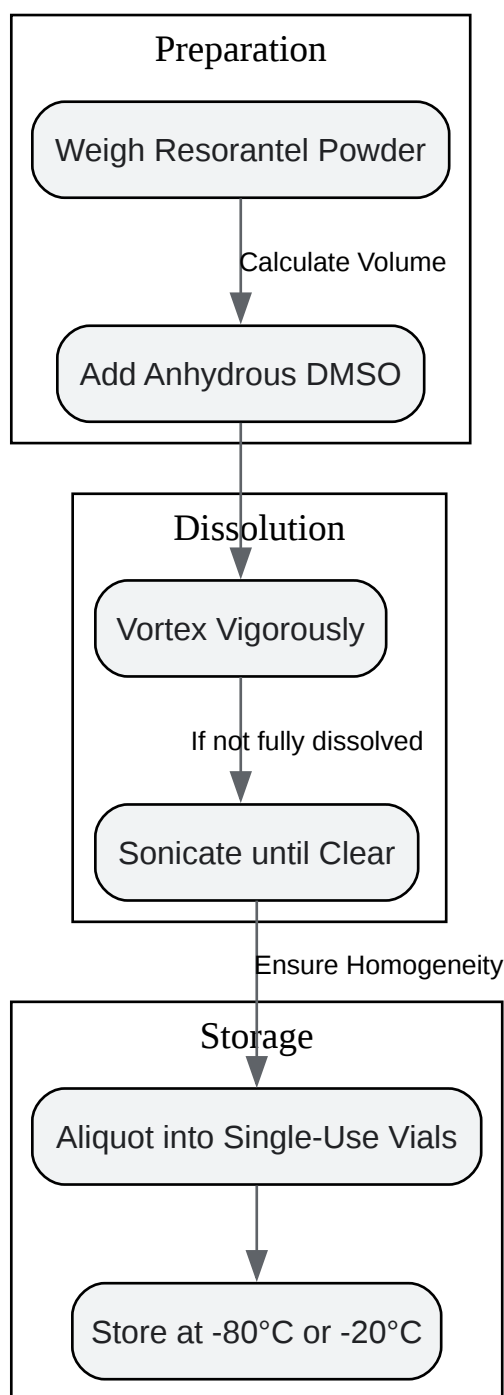 Preparation
Weigh Resorantel Powder
Calculate Volume
Add Anhydrous DMSO
Dissolution
Vortex Vigorously
If not fully dissolved
Sonicate until Clear
Ensure Homogeneity
Storage
Aliquot into Single-Use Vials
Store at -80°C or -20°C